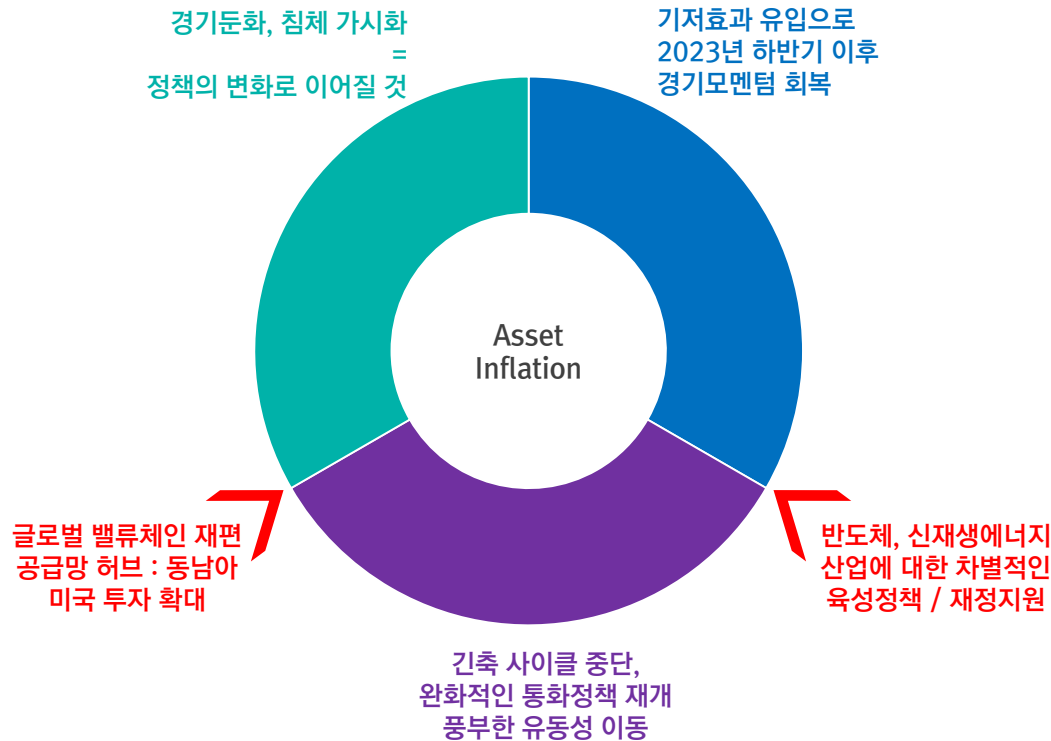 경기둔화, 침체 가시화
=
정책의 변화로 이어질 것
기저효과 유입으로
2023년 하반기 이후
경기모멘텀 회복
Asset
Inflation
글로벌 밸류체인 재편
공급망 허브 : 동남아
미국 투자 확대
반도체, 신재생에너지
산업에 대한 차별적인
육성정책 / 재정지원
긴축 사이클 중단,
완화적인 통화정책 재개
풍부한 유동성 이동